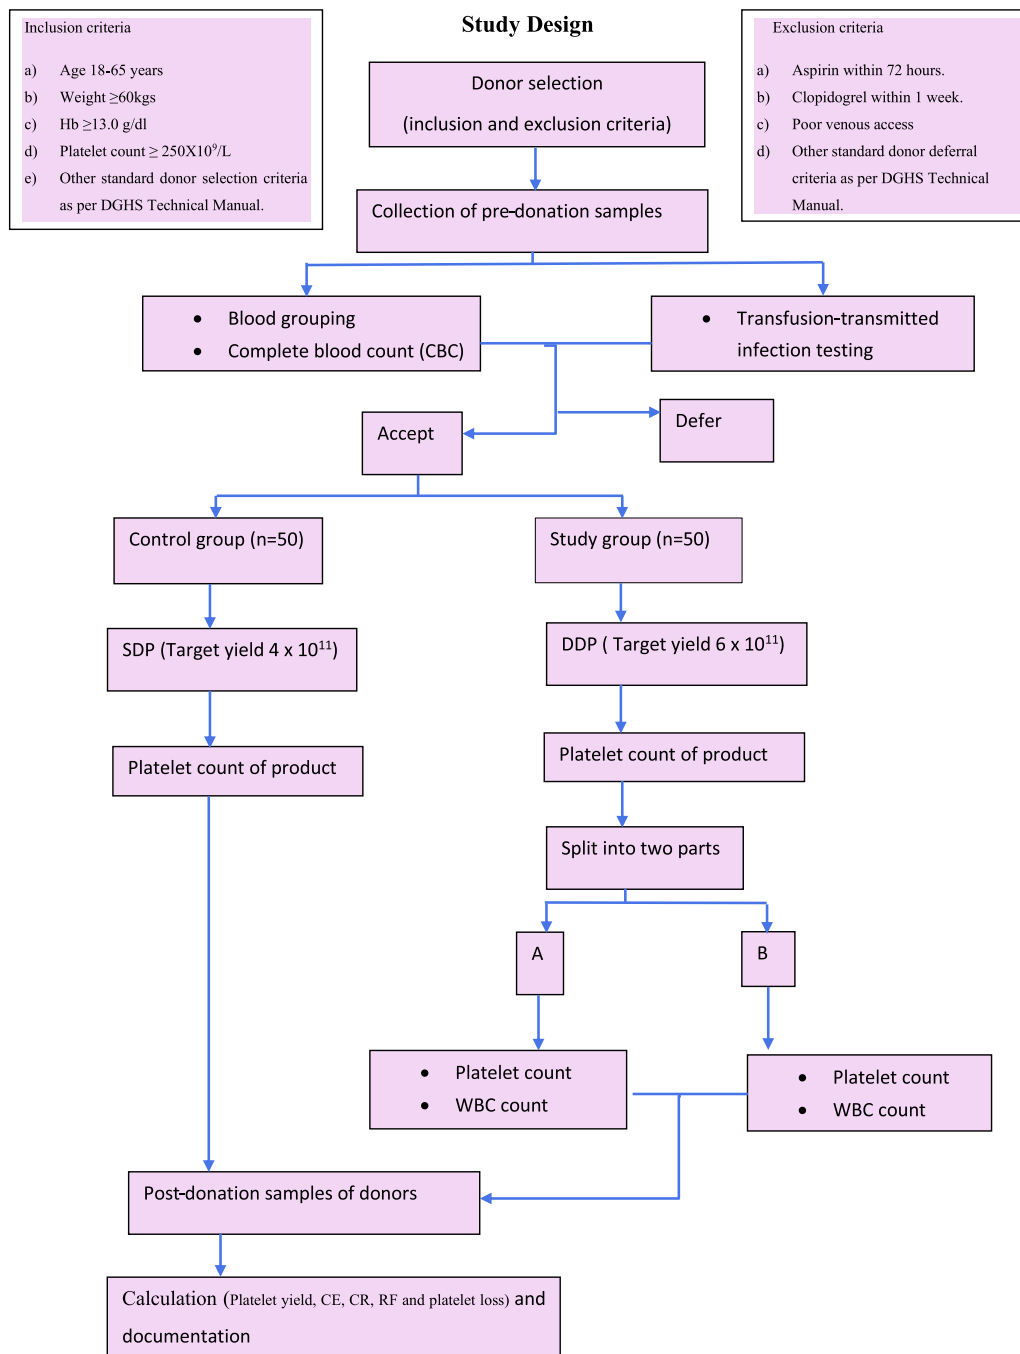 Study Design
Inclusion criteria
a) Age 18-65 years
b) Weight ≥60kgs
c) Hb ≥13.0 g/dl
d) Platelet count ≥ 250X10⁹/L
e) Other standard donor selection criteria
as per DGHS Technical Manual.
Exclusion criteria
a) Aspirin within 72 hours.
b) Clopidogrel within 1 week.
c) Poor venous access
d) Other standard donor deferral
criteria as per DGHS Technical
Manual.
Donor selection
(inclusion and exclusion criteria)
Collection of pre-donation samples
• Blood grouping
• Complete blood count (CBC)
• Transfusion-transmitted
infection testing
Accept
Defer
Control group (n=50)
Study group (n=50)
SDP (Target yield 4 x 10¹¹)
DDP ( Target yield 6 x 10¹¹)
Platelet count of product
Platelet count of product
Split into two parts
A
B
• Platelet count
• WBC count
• Platelet count
• WBC count
Post-donation samples of donors
Calculation (Platelet yield, CE, CR, RF and platelet loss) and
documentation